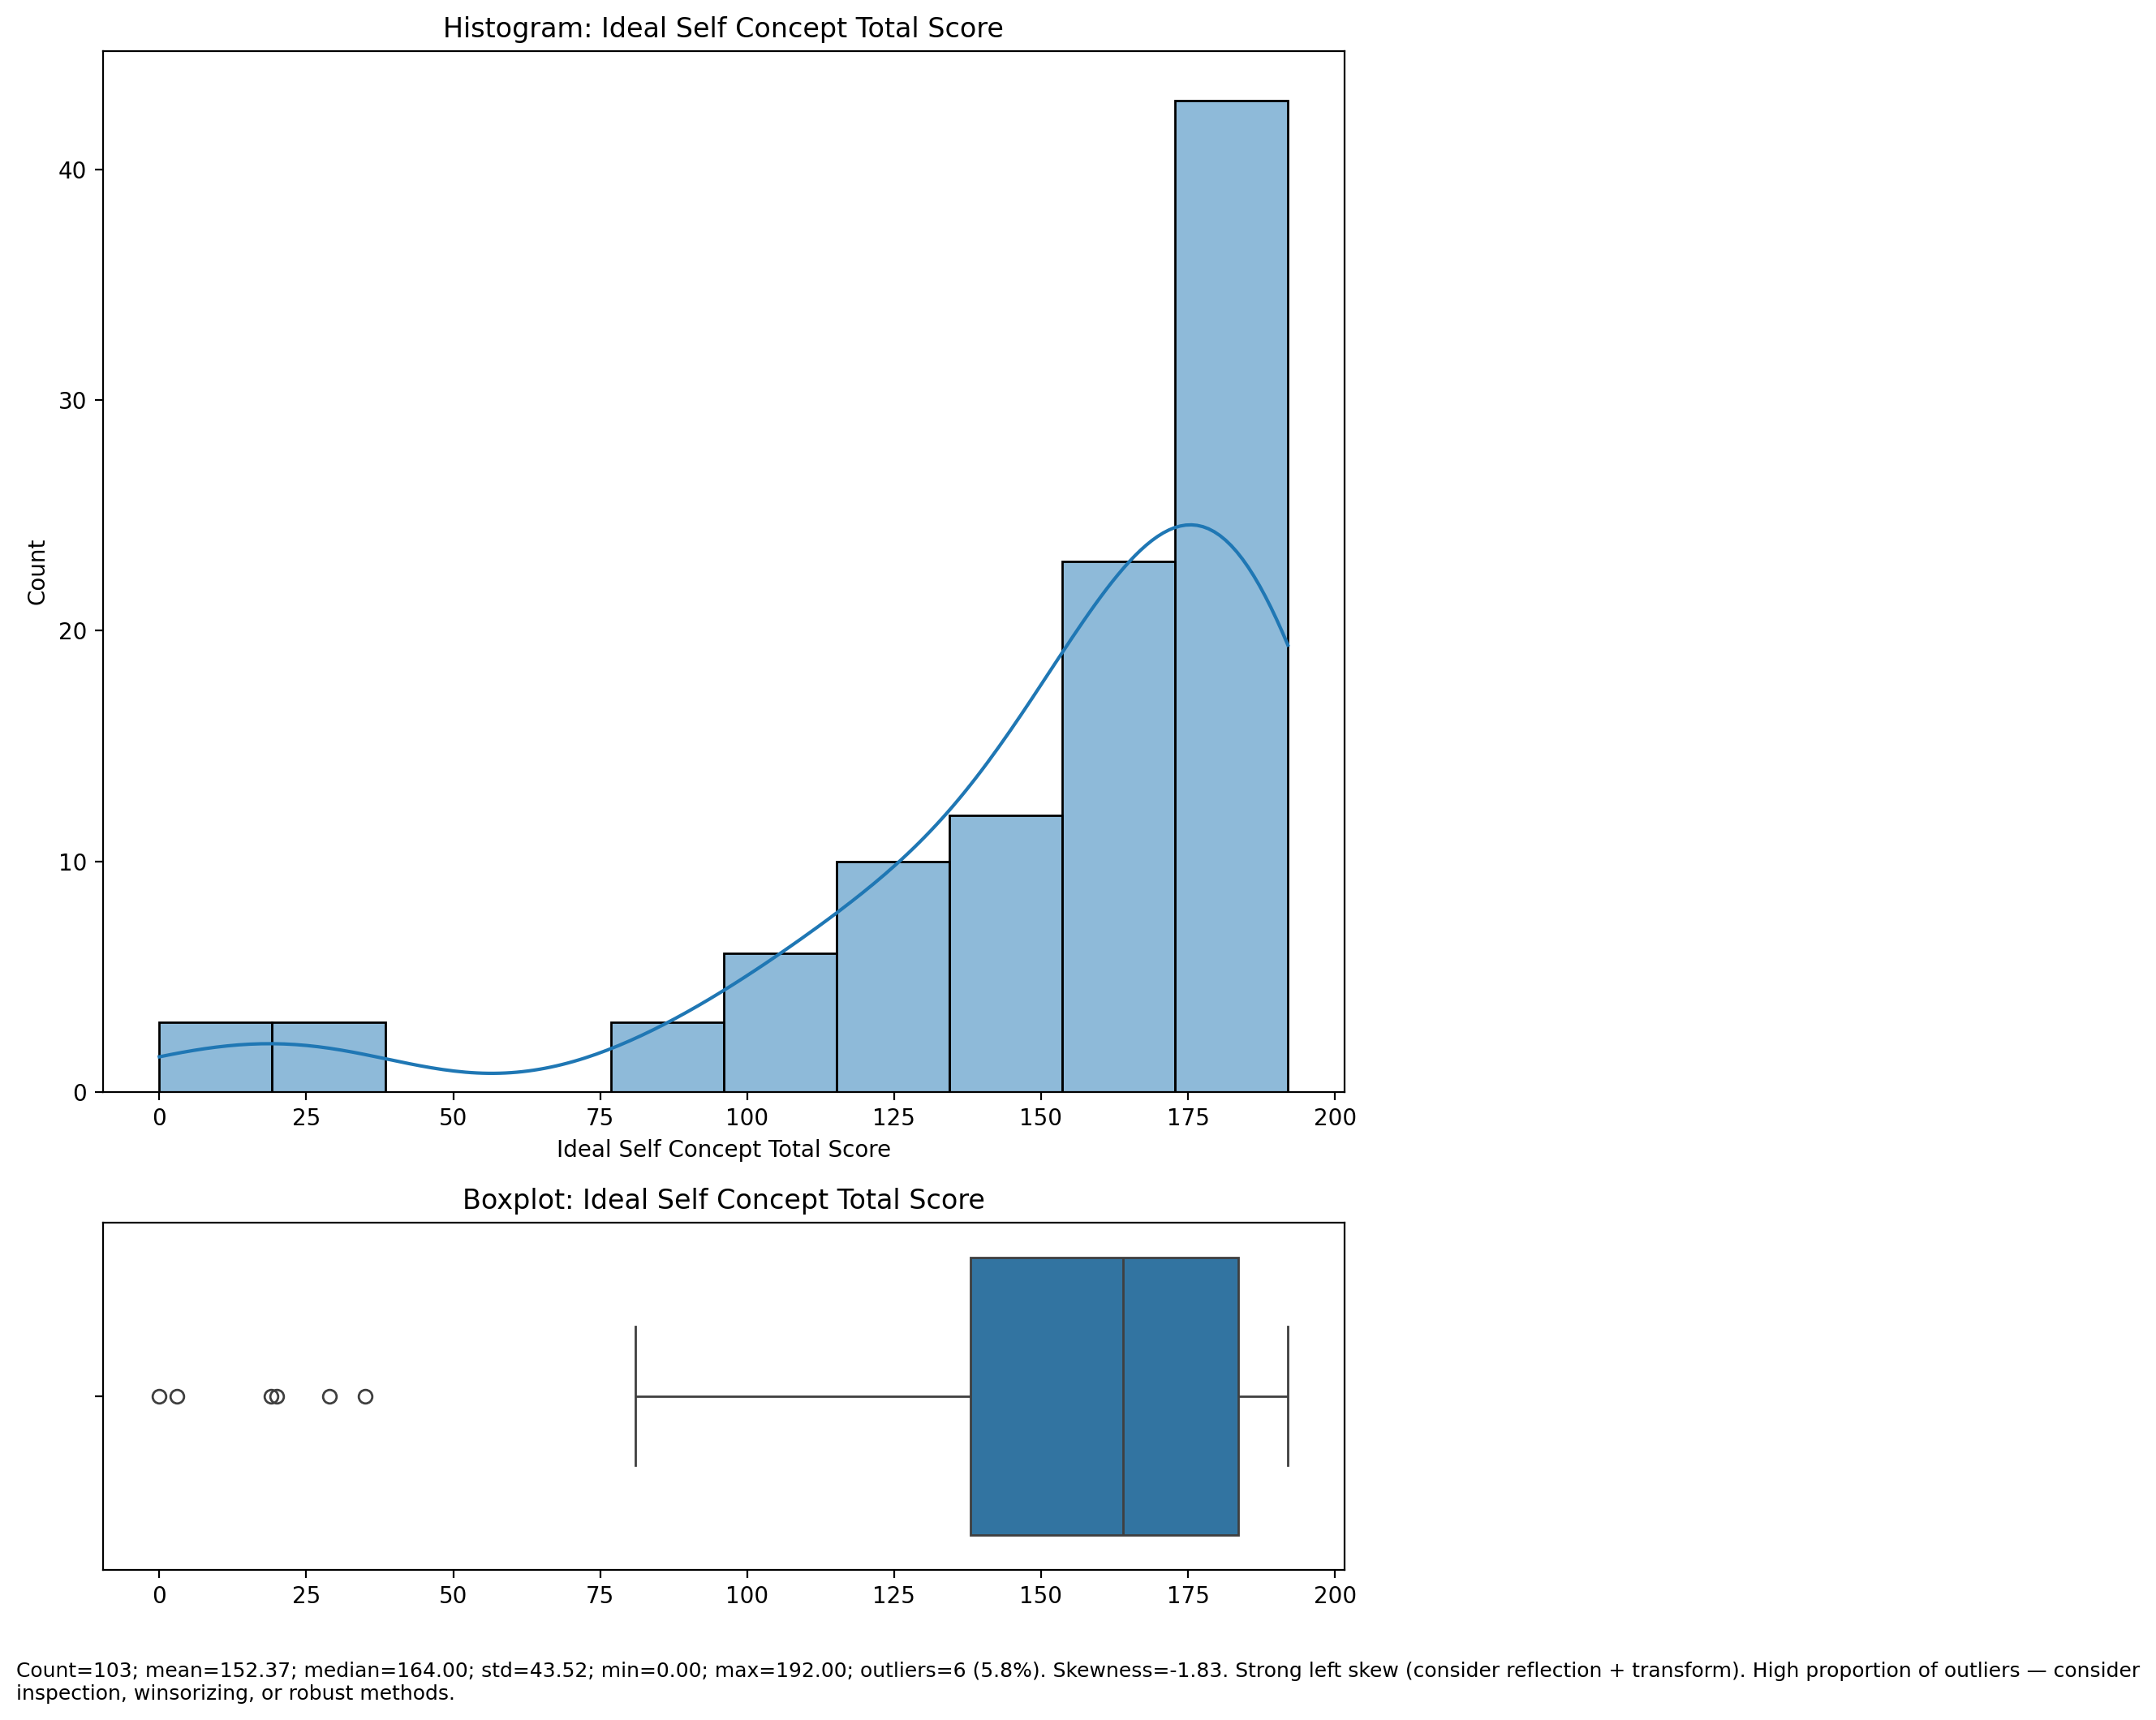 Histogram: Ideal Self Concept Total Score
40
30
20
10
0
Count
0 25 50 75 100 125 150 175 200
Ideal Self Concept Total Score
Boxplot: Ideal Self Concept Total Score
0 25 50 75 100 125 150 175 200
Count=103; mean=152.37; median=164.00; std=43.52; min=0.00; max=192.00; outliers=6 (5.8%). Skewness=-1.83. Strong left skew (consider reflection + transform). High proportion of outliers — consider
inspection, winsorizing, or robust methods.